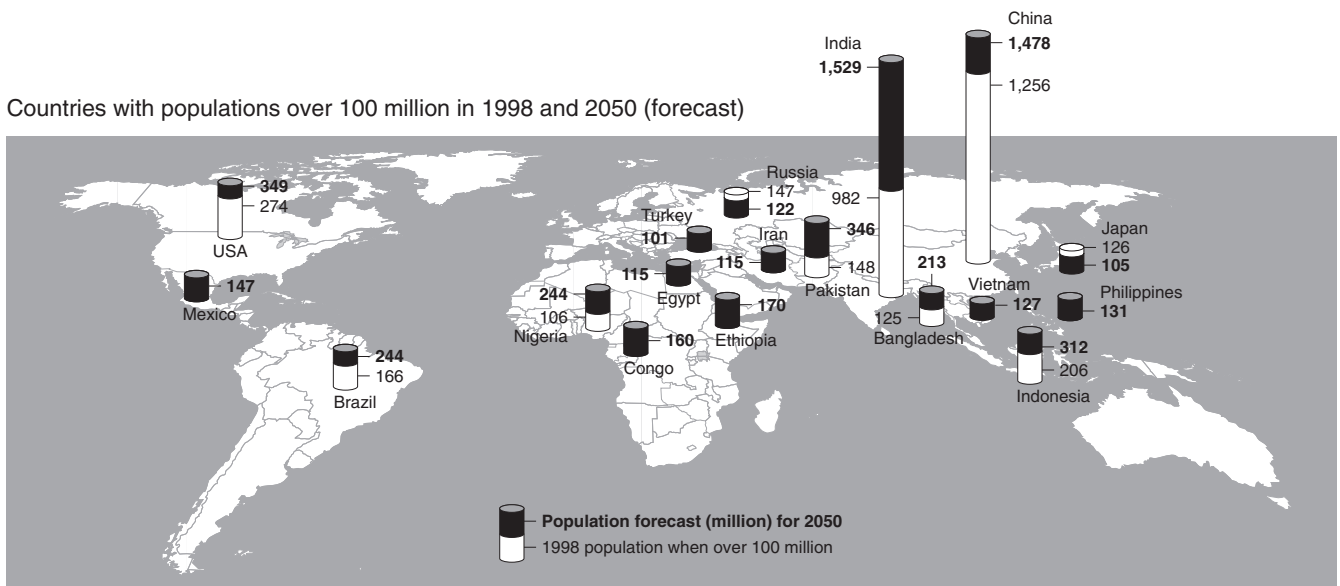 China
1,478
1,256
India
1,529
982
Countries with populations over 100 million in 1998 and 2050 (forecast)
349
274
USA
147
Mexico
244
166
Brazil
Russia
147
122
Turkey
101
Iran
115
346
148
Pakistan
115
Egypt
244
106
Nigeria
160
Congo
170
Ethiopia
213
125
Bangladesh
Vietnam
127
Japan
126
105
Philippines
131
312
206
Indonesia
Population forecast (million) for 2050
1998 population when over 100 million